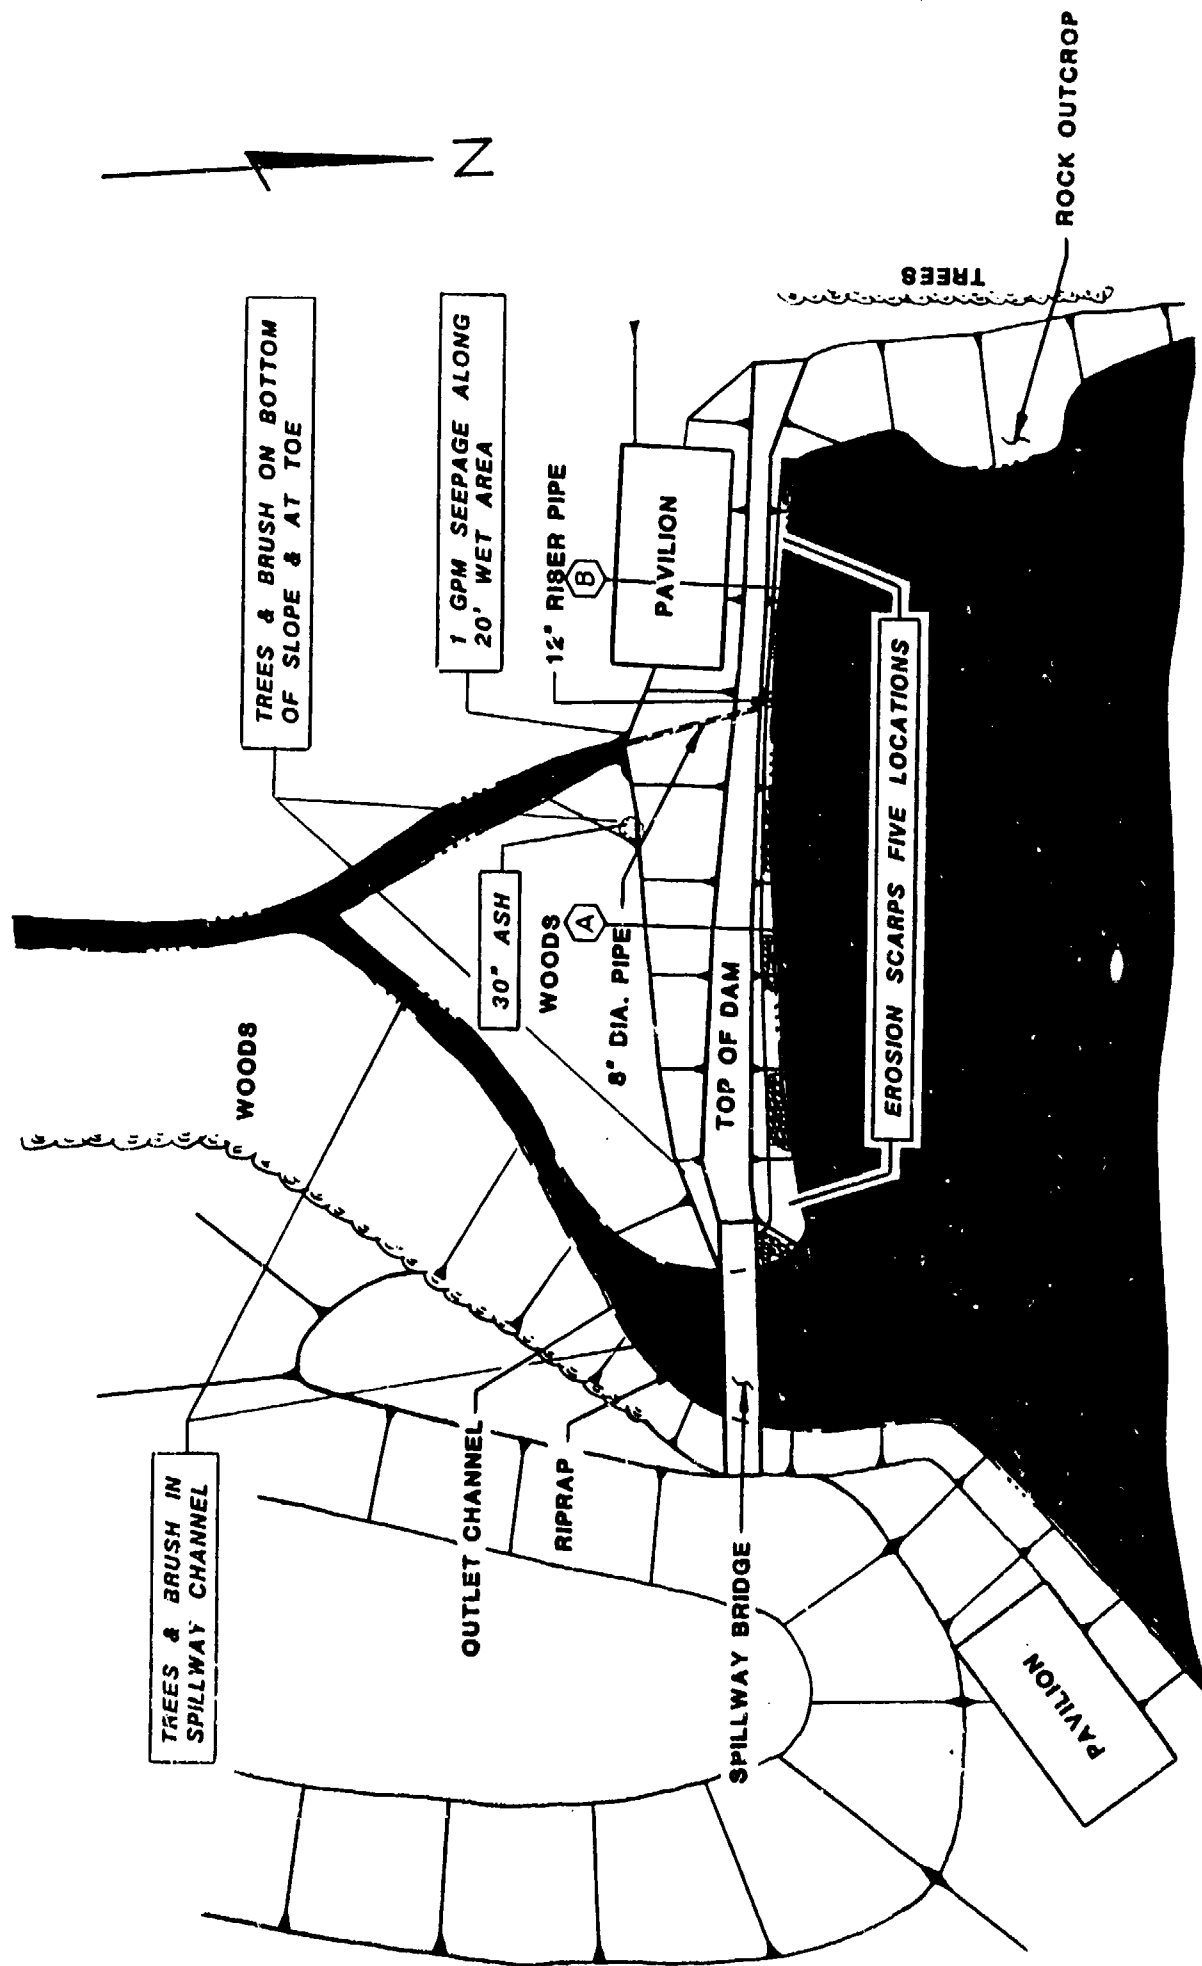 TREES & BRUSH IN
SPILLWAY CHANNEL
WOODS
TREES & BRUSH ON BOTTOM
OF SLOPE & AT TOE
N
1 GPM SEEPAGE ALONG
20' WET AREA
OUTLET CHANNEL
30" ASH
WOODS
12" RISER PIPE
B
A
RIPRAP
8" DIA. PIPE
PAVILION
SPILLWAY BRIDGE
TOP OF DAM
EROSION SCARPS FIVE LOCATIONS
TREES
ROCK OUTCROP
PAVILION